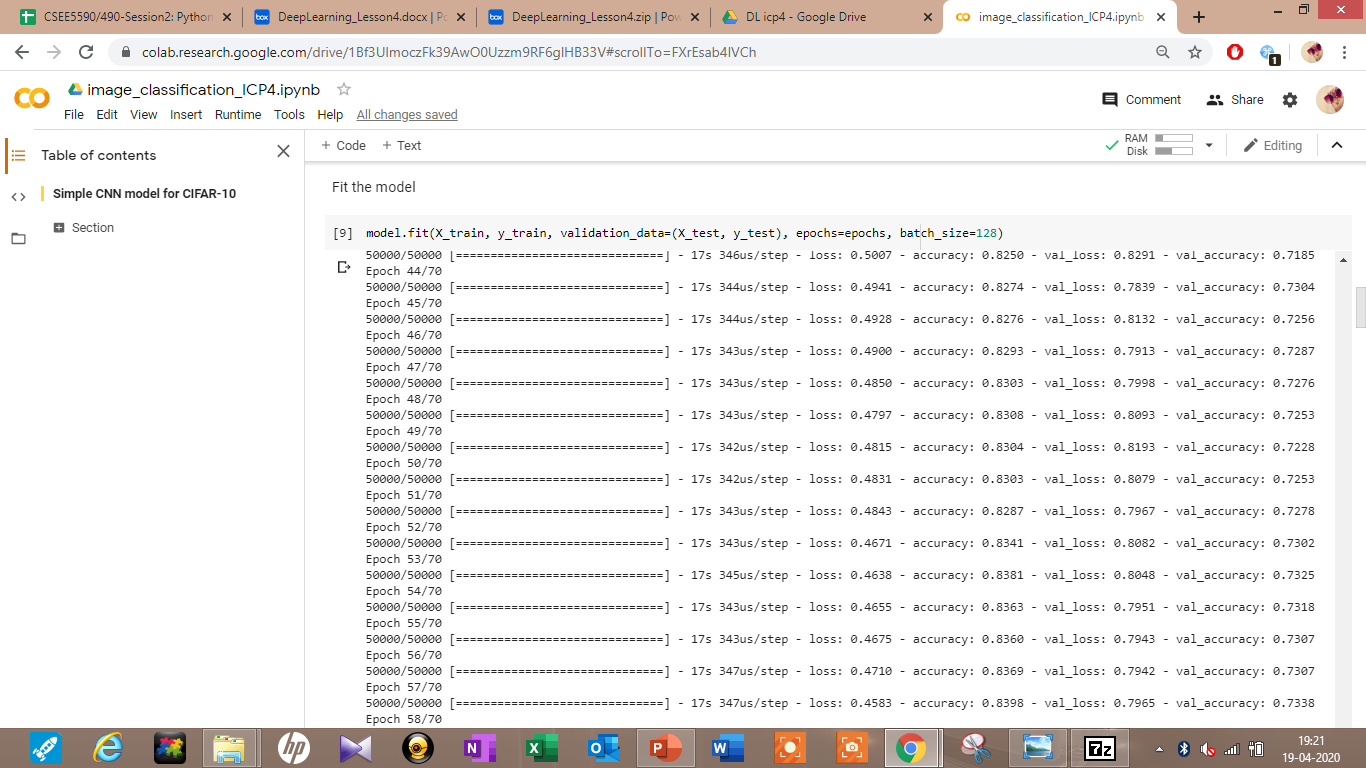 CSEE5590/490-Session2: Python
DeepLearning_Lesson4.docx | Po
DeepLearning_Lesson4.zip | Pow
DL icp4 - Google Drive
image_classification_ICP4.ipynb
colab.research.google.com/drive/1Bf3UImoczFk39AwO0Uzzm9RF6gIHB33V#scrollTo=FXrEsab4IVCh
1
image_classification_ICP4.ipynb
Comment
Share
File Edit View Insert Runtime Tools Help All changes saved
Table of contents
+ Code + Text
RAM
Disk
Editing
Simple CNN model for CIFAR-10
Section
Fit the model
[9] model.fit(X_train, y_train, validation_data=(X_test, y_test), epochs=epochs, batch_size=128)
50000/50000 [==============================] - 17s 346us/step - loss: 0.5007 - accuracy: 0.8250 - val_loss: 0.8291 - val_accuracy: 0.7185
Epoch 44/70
50000/50000 [==============================] - 17s 344us/step - loss: 0.4941 - accuracy: 0.8274 - val_loss: 0.7839 - val_accuracy: 0.7304
Epoch 45/70
50000/50000 [==============================] - 17s 344us/step - loss: 0.4928 - accuracy: 0.8276 - val_loss: 0.8132 - val_accuracy: 0.7256
Epoch 46/70
50000/50000 [==============================] - 17s 343us/step - loss: 0.4900 - accuracy: 0.8293 - val_loss: 0.7913 - val_accuracy: 0.7287
Epoch 47/70
50000/50000 [==============================] - 17s 343us/step - loss: 0.4850 - accuracy: 0.8303 - val_loss: 0.7998 - val_accuracy: 0.7276
Epoch 48/70
50000/50000 [==============================] - 17s 343us/step - loss: 0.4797 - accuracy: 0.8308 - val_loss: 0.8093 - val_accuracy: 0.7253
Epoch 49/70
50000/50000 [==============================] - 17s 342us/step - loss: 0.4815 - accuracy: 0.8304 - val_loss: 0.8193 - val_accuracy: 0.7228
Epoch 50/70
50000/50000 [==============================] - 17s 342us/step - loss: 0.4831 - accuracy: 0.8303 - val_loss: 0.8079 - val_accuracy: 0.7253
Epoch 51/70
50000/50000 [==============================] - 17s 343us/step - loss: 0.4843 - accuracy: 0.8287 - val_loss: 0.7967 - val_accuracy: 0.7278
Epoch 52/70
50000/50000 [==============================] - 17s 343us/step - loss: 0.4671 - accuracy: 0.8341 - val_loss: 0.8082 - val_accuracy: 0.7302
Epoch 53/70
50000/50000 [==============================] - 17s 345us/step - loss: 0.4638 - accuracy: 0.8381 - val_loss: 0.8048 - val_accuracy: 0.7325
Epoch 54/70
50000/50000 [==============================] - 17s 343us/step - loss: 0.4655 - accuracy: 0.8363 - val_loss: 0.7951 - val_accuracy: 0.7318
Epoch 55/70
50000/50000 [==============================] - 17s 343us/step - loss: 0.4675 - accuracy: 0.8360 - val_loss: 0.7943 - val_accuracy: 0.7307
Epoch 56/70
50000/50000 [==============================] - 17s 347us/step - loss: 0.4710 - accuracy: 0.8369 - val_loss: 0.7942 - val_accuracy: 0.7307
Epoch 57/70
50000/50000 [==============================] - 17s 347us/step - loss: 0.4583 - accuracy: 0.8398 - val_loss: 0.7965 - val_accuracy: 0.7338
Epoch 58/70
19:21
19-04-2020